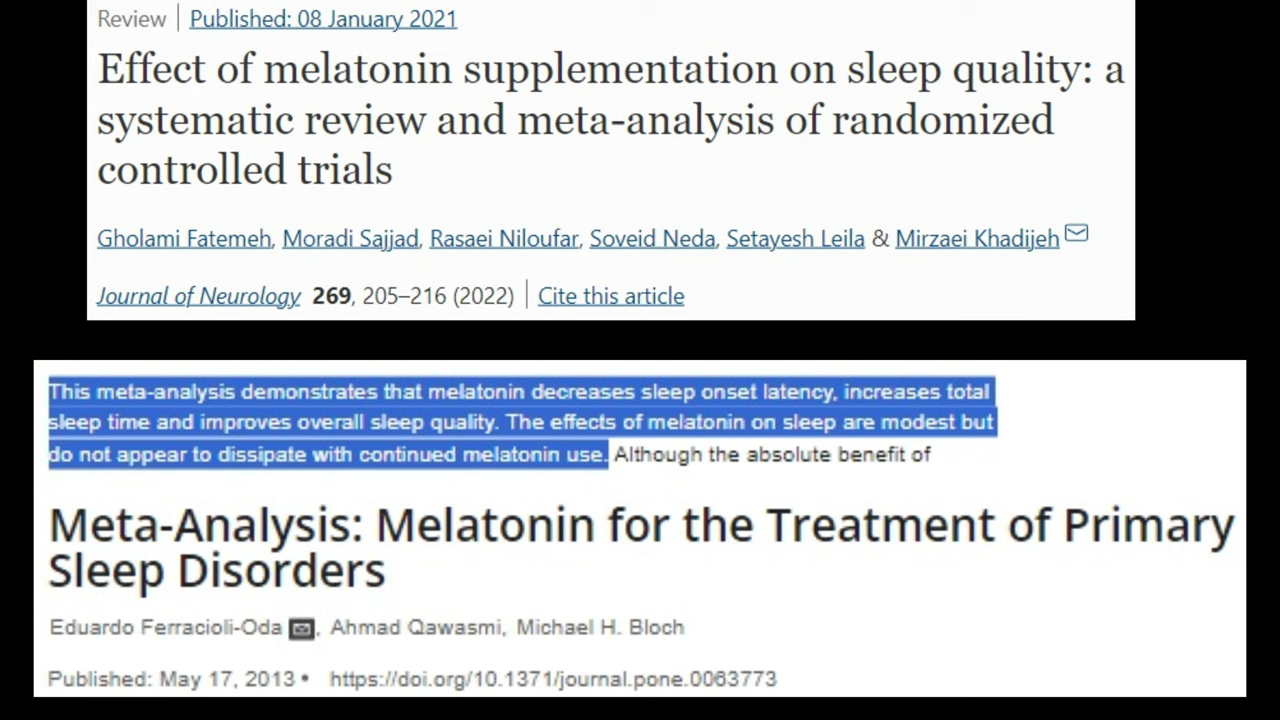 Review | Published: 08 January 2021
Effect of melatonin supplementation on sleep quality: a
systematic review and meta-analysis of randomized
controlled trials
Gholami Fatemeh, Moradi Sajjad, Rasaei Niloufar, Soveid Neda, Setayesh Leila & Mirzaei Khadijeh
Journal of Neurology 269, 205–216 (2022) | Cite this article
This meta-analysis demonstrates that melatonin decreases sleep onset latency, increases total
sleep time and improves overall sleep quality. The effects of melatonin on sleep are modest but
do not appear to dissipate with continued melatonin use. Although the absolute benefit of
Meta-Analysis: Melatonin for the Treatment of Primary
Sleep Disorders
Eduardo Ferracioli-Oda, Ahmad Qawasmi, Michael H. Bloch
Published: May 17, 2013 • https://doi.org/10.1371/journal.pone.0063773